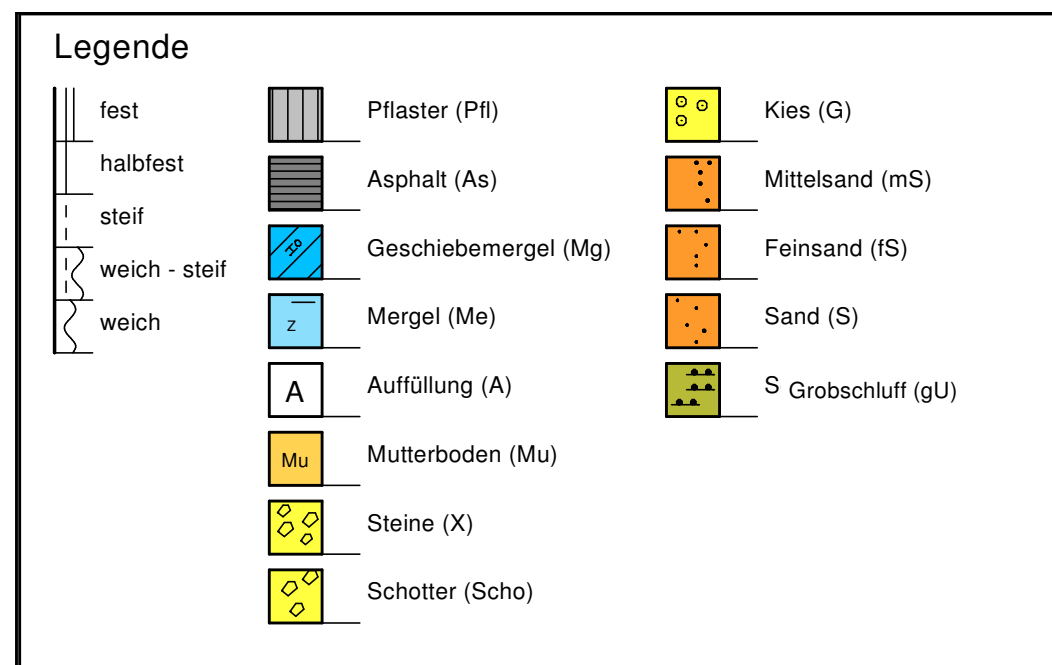 Legende
fest
halbfest
steif
weich - steif
weich
Pflaster (Pfl)
Asphalt (As)
Geschiebemergel (Mg)
Z Mergel (Me)
A Auffüllung (A)
Mu Mutterboden (Mu)
Steine (X)
Schotter (Scho)
Kies (G)
Mittelsand (mS)
Feinsand (fS)
Sand (S)
S Grobschluff (gU)